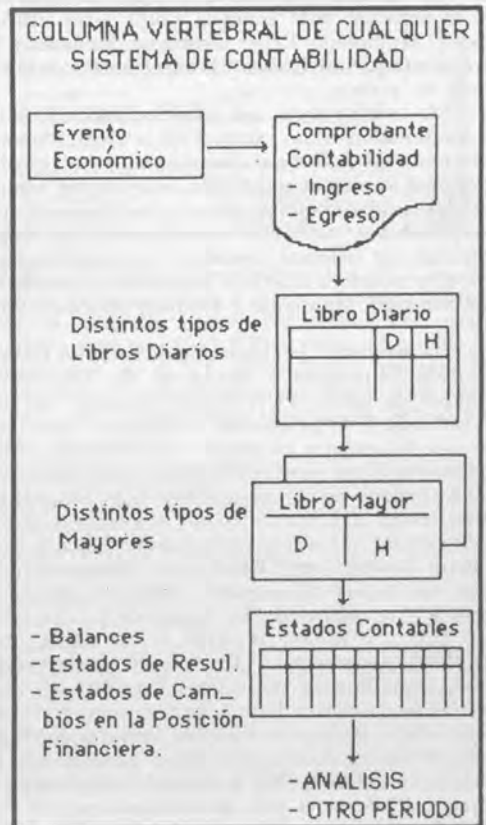 COLUMNA VERTEBRAL DE CUALQUIER
SISTEMA DE CONTABILIDAD
Evento
Económico
Comprobante
Contabilidad
- Ingreso
- Egreso
Distintos tipos de
Libros Diarios
Libro Diario
D H
Distintos tipos de
Mayores
Libro Mayor
D H
- Balances
- Estados de Resul.
- Estados de Cam_
bios en la Posición
Financiera.
Estados Contables
-ANALISIS
- OTRO PERIODO